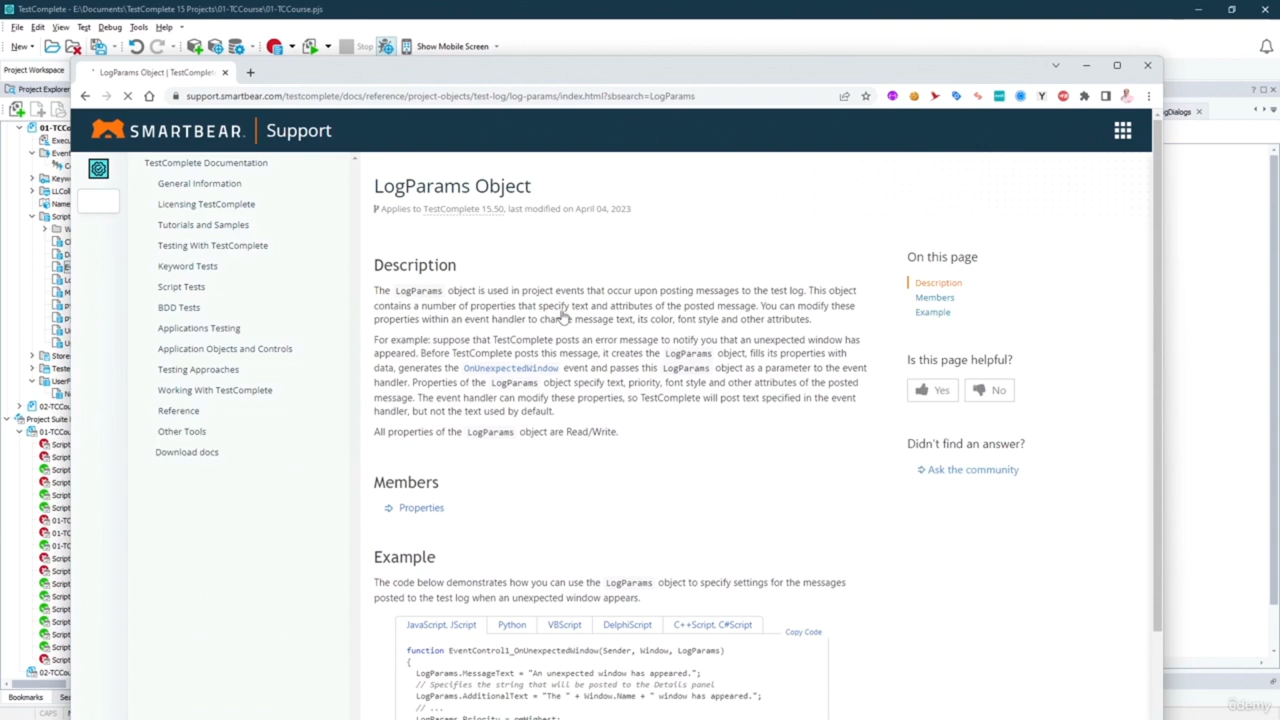 TestComplete - E:\Documents\TestComplete 15 Projects\01-TCCourse\01-TCCourse.pjs
File Edit View Test Debug Tools Help
New Stop Show Mobile Screen
Project Workspace
LogParams Object | TestComplete
Project Explorer
support.smartbear.com/testcomplete/docs/reference/project-objects/test-log/log-params/index.html?sbsearch=LogParams
SMARTBEAR Support
TestComplete Documentation
General Information
Licensing TestComplete
Tutorials and Samples
Testing With TestComplete
Keyword Tests
Script Tests
BDD Tests
Applications Testing
Application Objects and Controls
Testing Approaches
Working With TestComplete
Reference
Other Tools
Download docs
LogParams Object
Applies to TestComplete 15.50, last modified on April 04, 2023
Description
The LogParams object is used in project events that occur upon posting messages to the test log. This object
contains a number of properties that specify text and attributes of the posted message. You can modify these
properties within an event handler to change message text, its color, font style and other attributes.
For example: suppose that TestComplete posts an error message to notify you that an unexpected window has
appeared. Before TestComplete posts this message, it creates the LogParams object, fills its properties with
data, generates the OnUnexpectedWindow event and passes this LogParams object as a parameter to the event
handler. Properties of the LogParams object specify text, priority, font style and other attributes of the posted
message. The event handler can modify these properties, so TestComplete will post text specified in the event
handler, but not the text used by default.
All properties of the LogParams object are Read/Write.
Members
Properties
Example
The code below demonstrates how you can use the LogParams object to specify settings for the messages
posted to the test log when an unexpected window appears.
JavaScript, JScript Python VBScript DelphiScript C++Script, C#Script
Copy Code
function EventControl1_OnUnexpectedWindow(Sender, Window, LogParams)
{
LogParams.MessageText = "An unexpected window has appeared.";
// Specifies the string that will be posted to the Details panel
LogParams.AdditionalText = "The " + Window.Name + " window has appeared.";
// ...
LogParams.Priority = pmHighest;
On this page
Description
Members
Example
Is this page helpful?
Yes No
Didn't find an answer?
Ask the community
Bookmarks
CAPS
ûdemy